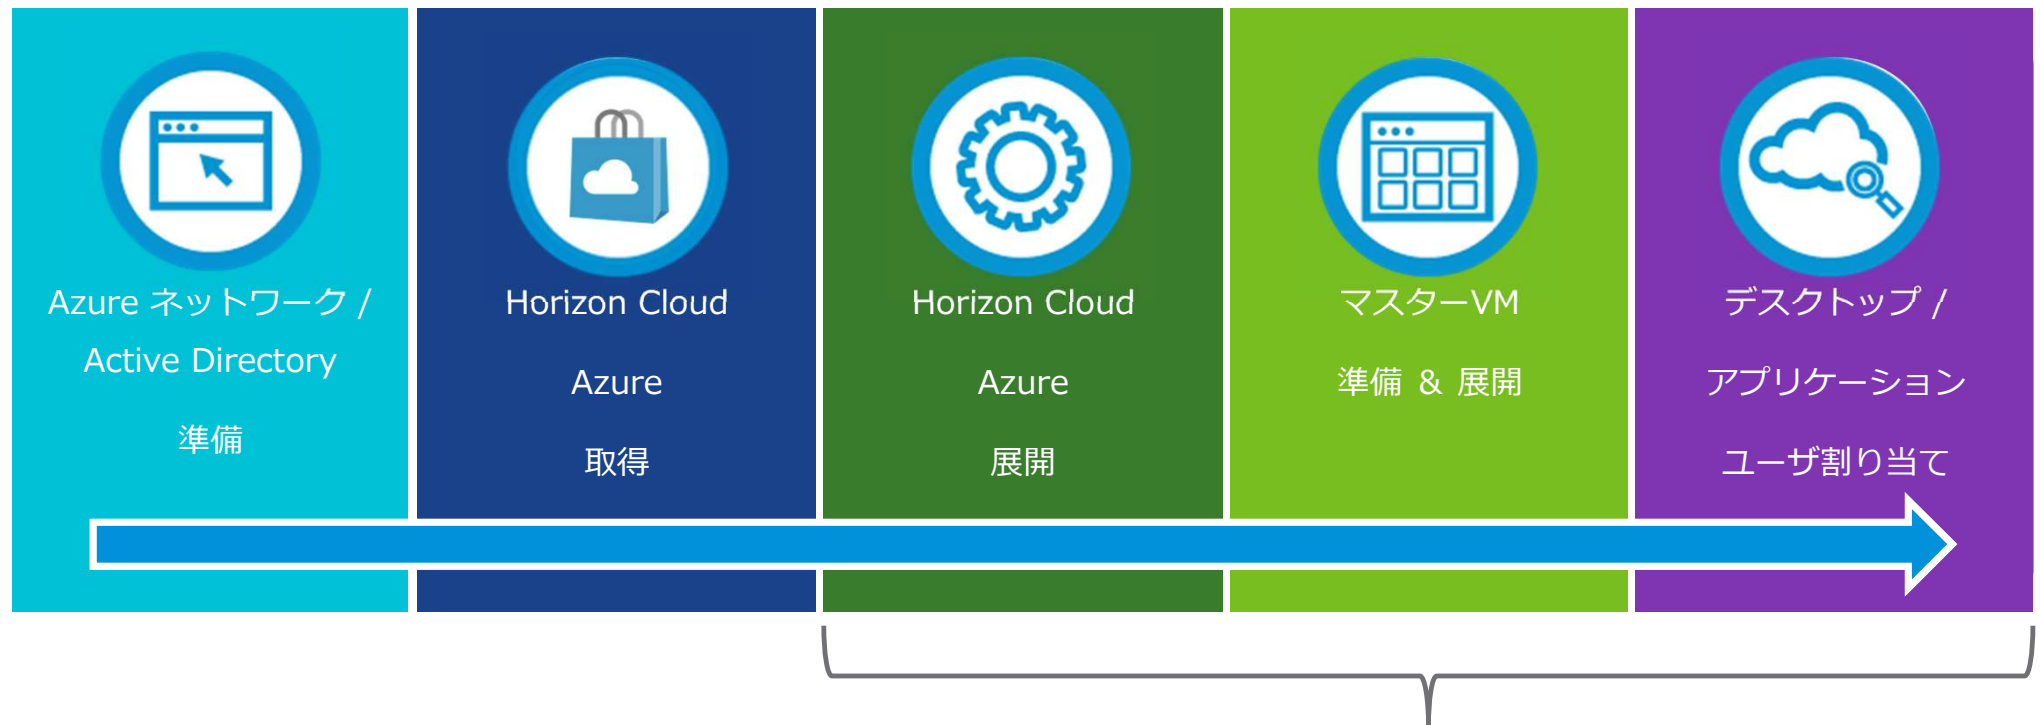 Azure ネットワーク /
Active Directory
準備
Horizon Cloud
Azure
取得
Horizon Cloud
Azure
展開
マスターVM
準備 & 展開
デスクトップ /
アプリケーション
ユーザ割り当て